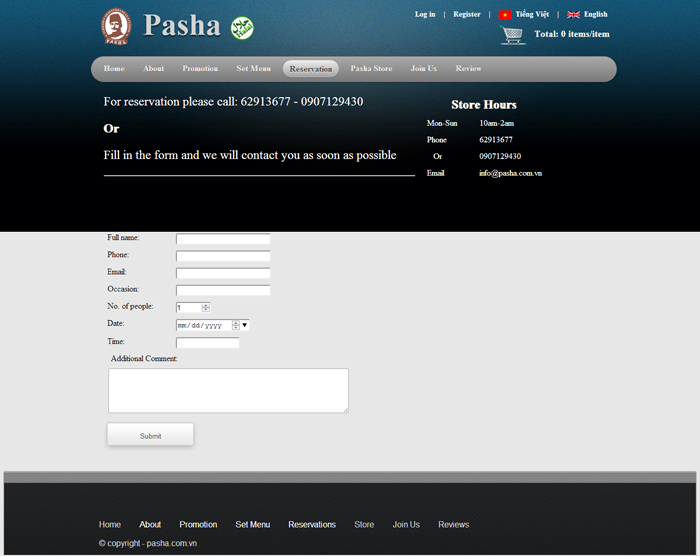 PASHA
Pasha
Log in | Register | Tiếng Việt | English
Total: 0 items/item
Home About Promotion Set Menu Reservation Pasha Store Join Us Review
For reservation please call: 62913677 - 0907129430
Or
Fill in the form and we will contact you as soon as possible
Store Hours
Mon-Sun 10am-2am
Phone 62913677
Or 0907129430
Email info@pasha.com.vn
Full name:
Phone:
Email:
Occasion:
No. of people: 1
Date: mm/dd/yyyy
Time:
Additional Comment:
Submit
Home About Promotion Set Menu Reservations Store Join Us Reviews
© copyright - pasha.com.vn